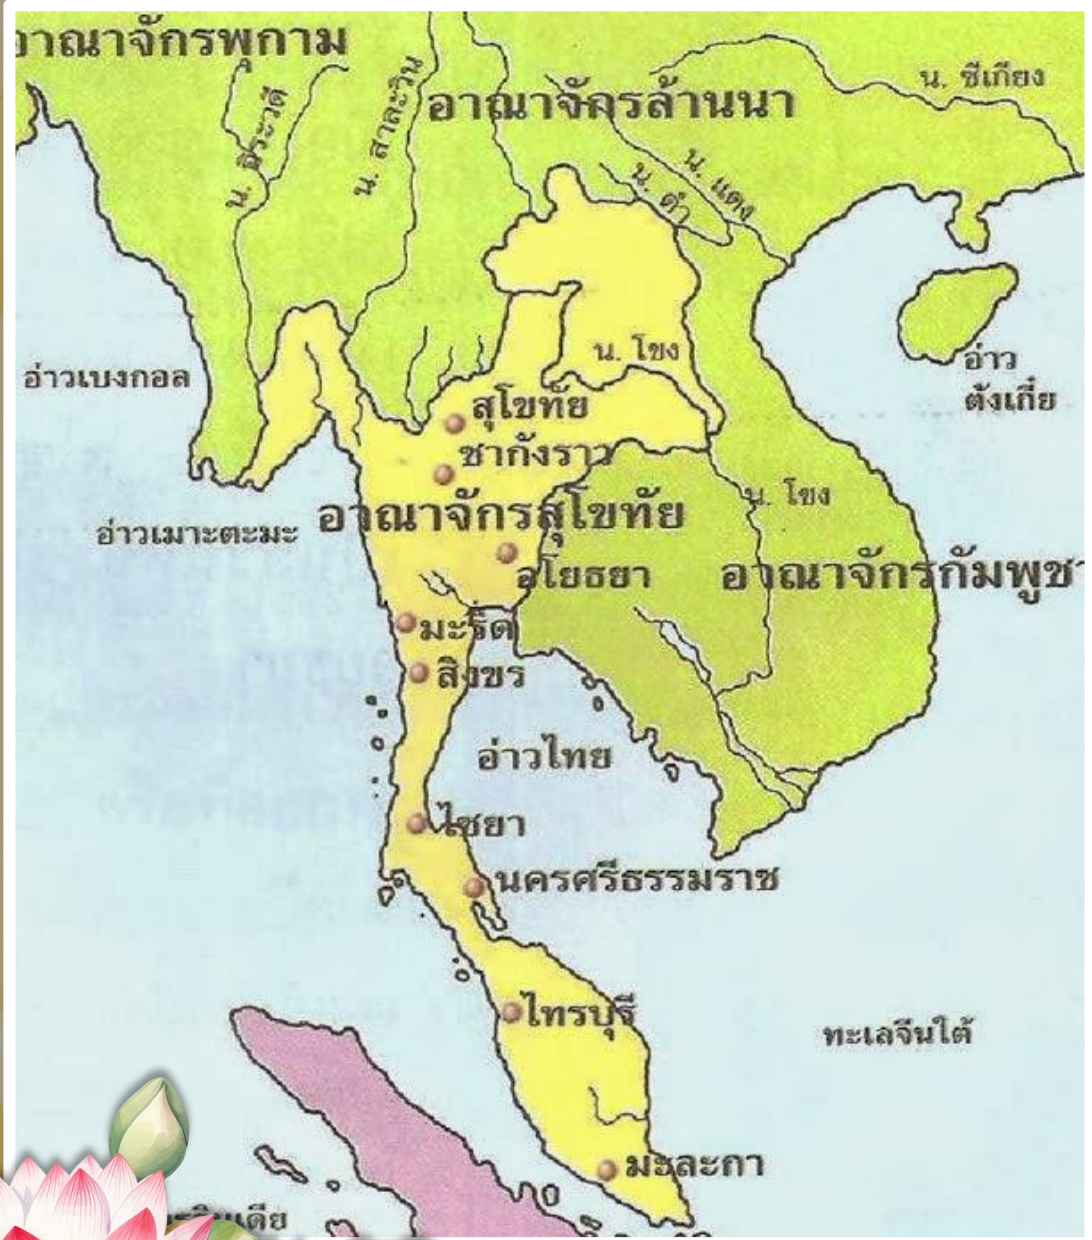 อาณาจักรพุกาม
น. สาละวิน
อาณาจักรล้านนา
น. ซีเกียง
น. อิระวดี
น. ดำ
น. แดง
น. โขง
อ่าวเบงกอล
อ่าว
ตังเกี๋ย
สุโขทัย
ชากังราว
น. โขง
อ่าวเมาะตะมะ
อาณาจักรสุโขทัย
อโยธยา
อาณาจักรกัมพูชา
มะริด
สิงขร
อ่าวไทย
ไชยา
นครศรีธรรมราช
ไทรบุรี
ทะเลจีนใต้
มะละกา